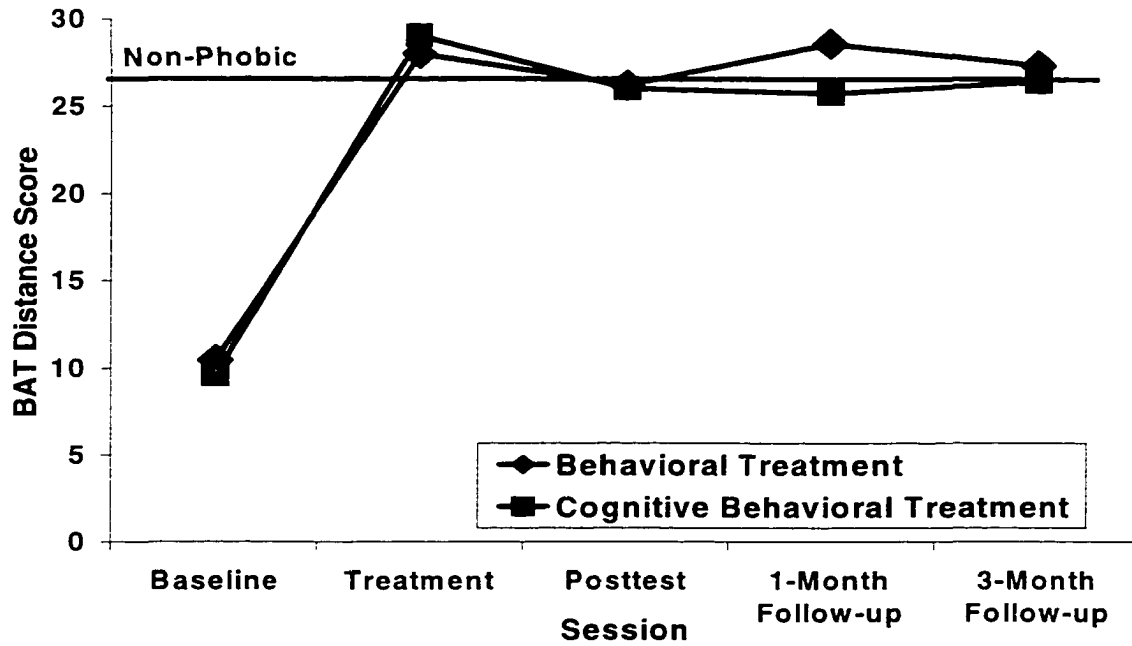 30
Non-Phobic
25
20
15
10
5
0
BAT Distance Score
Behavioral Treatment
Cognitive Behavioral Treatment
Baseline
Treatment
Posttest
1-Month
Follow-up
3-Month
Follow-up
Session